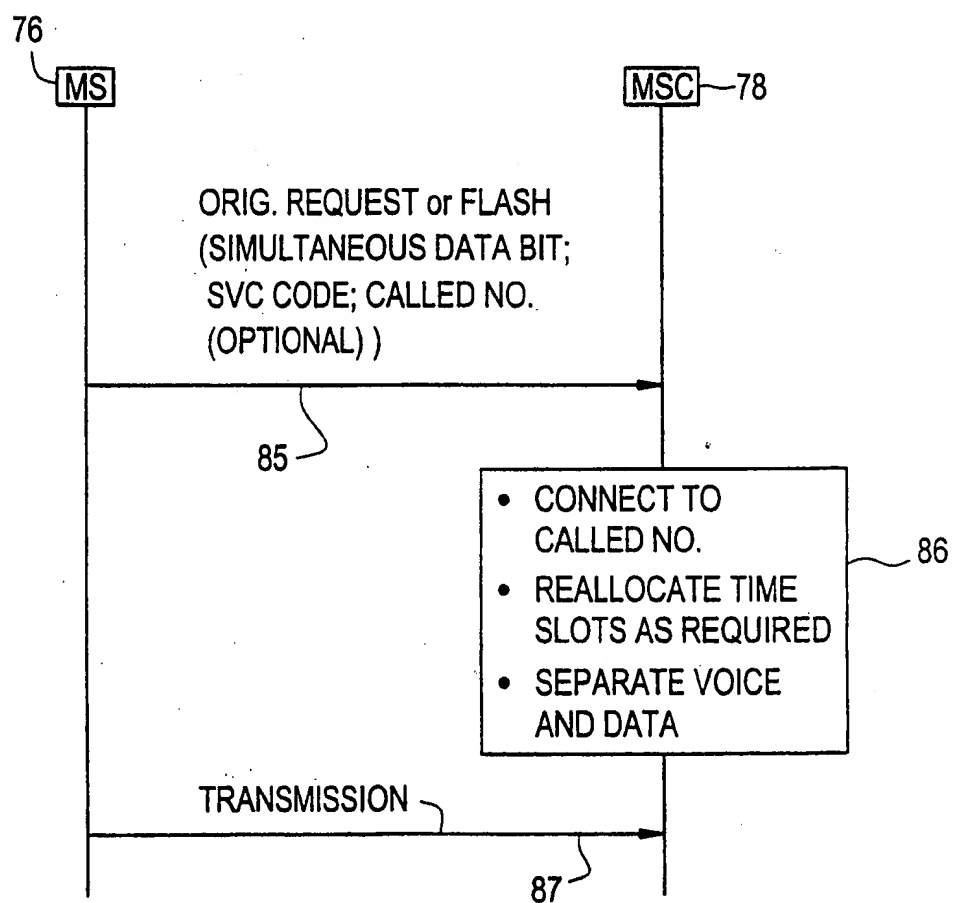 76
MS
MSC
78
ORIG. REQUEST or FLASH
(SIMULTANEOUS DATA BIT;
SVC CODE; CALLED NO.
(OPTIONAL) )
85
• CONNECT TO
CALLED NO.
• REALLOCATE TIME
SLOTS AS REQUIRED
• SEPARATE VOICE
AND DATA
86
TRANSMISSION
87